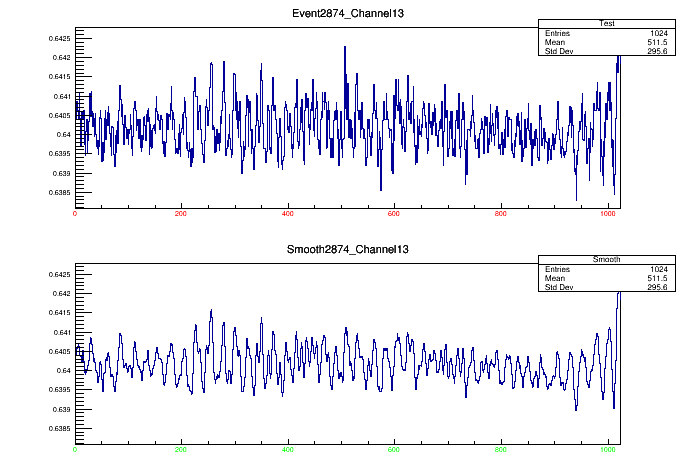 Event2874_Channel13
Test
Entries 1024
Mean 511.5
Std Dev 295.6
0.6425
0.642
0.6415
0.641
0.6405
0.64
0.6395
0.639
0.6385
0 200 400 600 800 1000
Smooth2874_Channel13
Smooth
Entries 1024
Mean 511.5
Std Dev 295.6
0.6425
0.642
0.6415
0.641
0.6405
0.64
0.6395
0.639
0.6385
0 200 400 600 800 1000